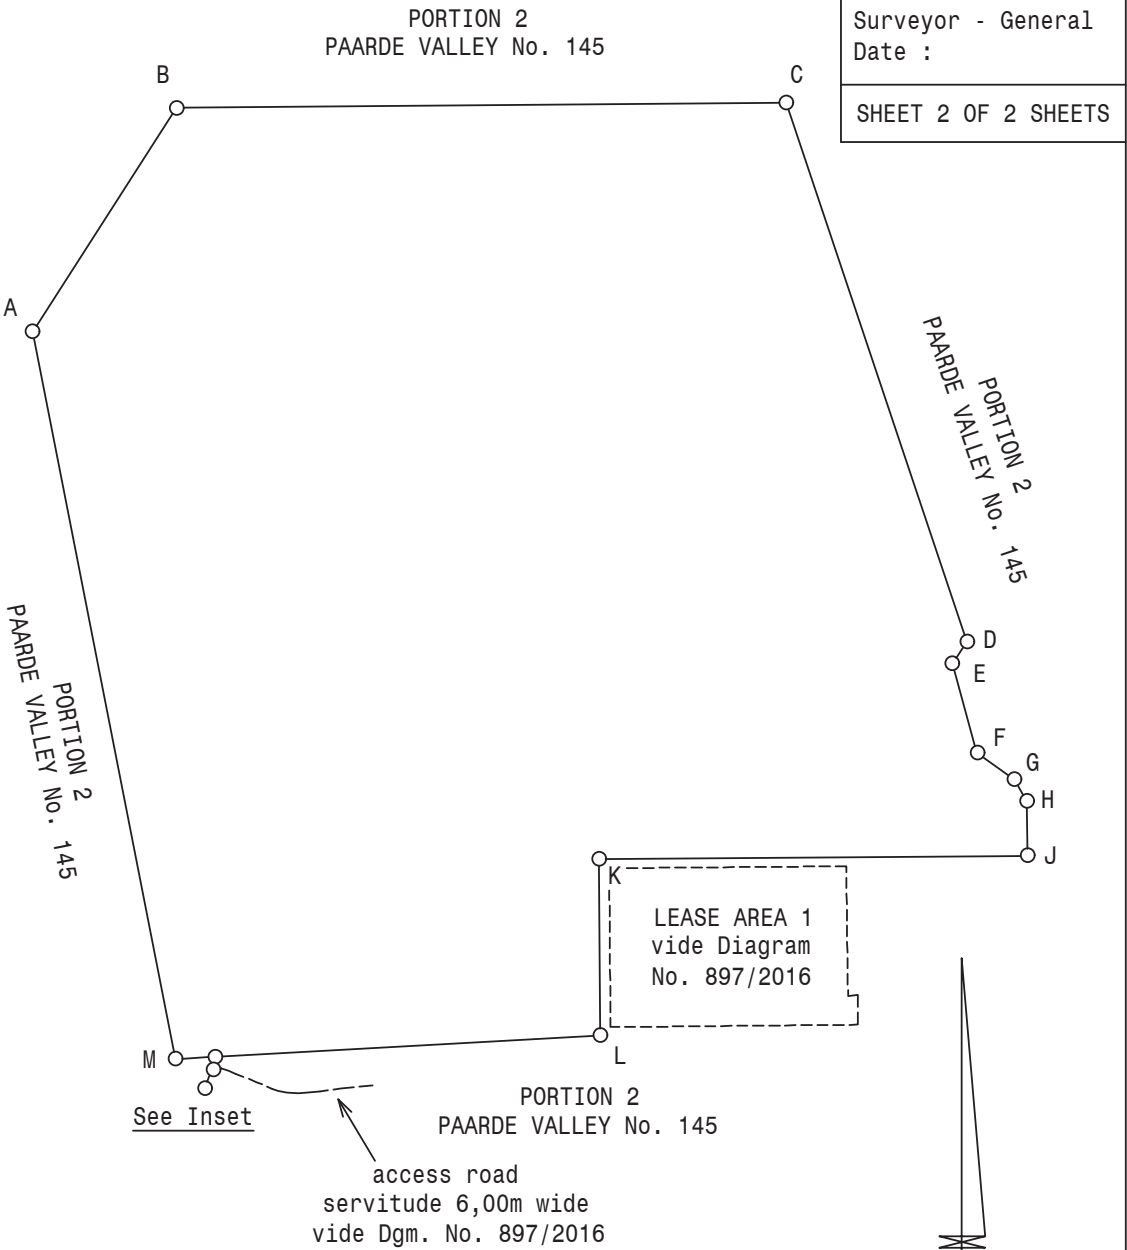 PORTION 2
PAARDE VALLEY No. 145
Surveyor - General
Date :
SHEET 2 OF 2 SHEETS
B
C
A
PORTION 2
PAARDE VALLEY No. 145
D
E
PORTION 2
PAARDE VALLEY No. 145
F
G
H
J
K
LEASE AREA 1
vide Diagram
No. 897/2016
M
L
See Inset
PORTION 2
PAARDE VALLEY No. 145
access road
servitude 6,00m wide
vide Dgm. No. 897/2016